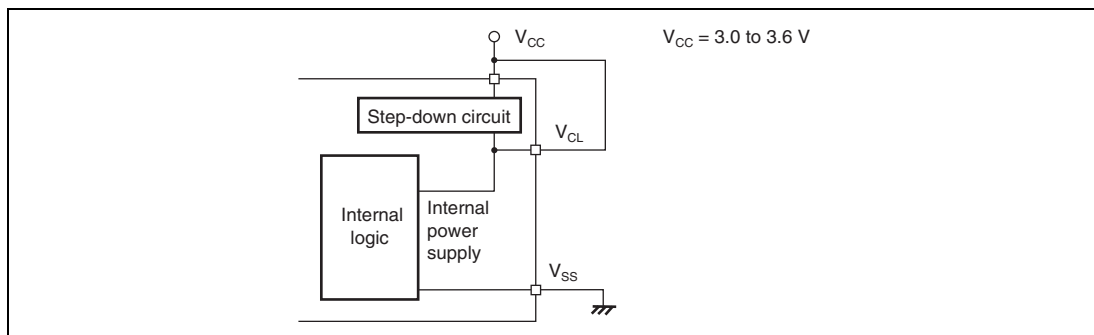 V_CC
V_CC = 3.0 to 3.6 V
Step-down circuit
V_CL
Internal
logic
Internal
power
supply
V_SS